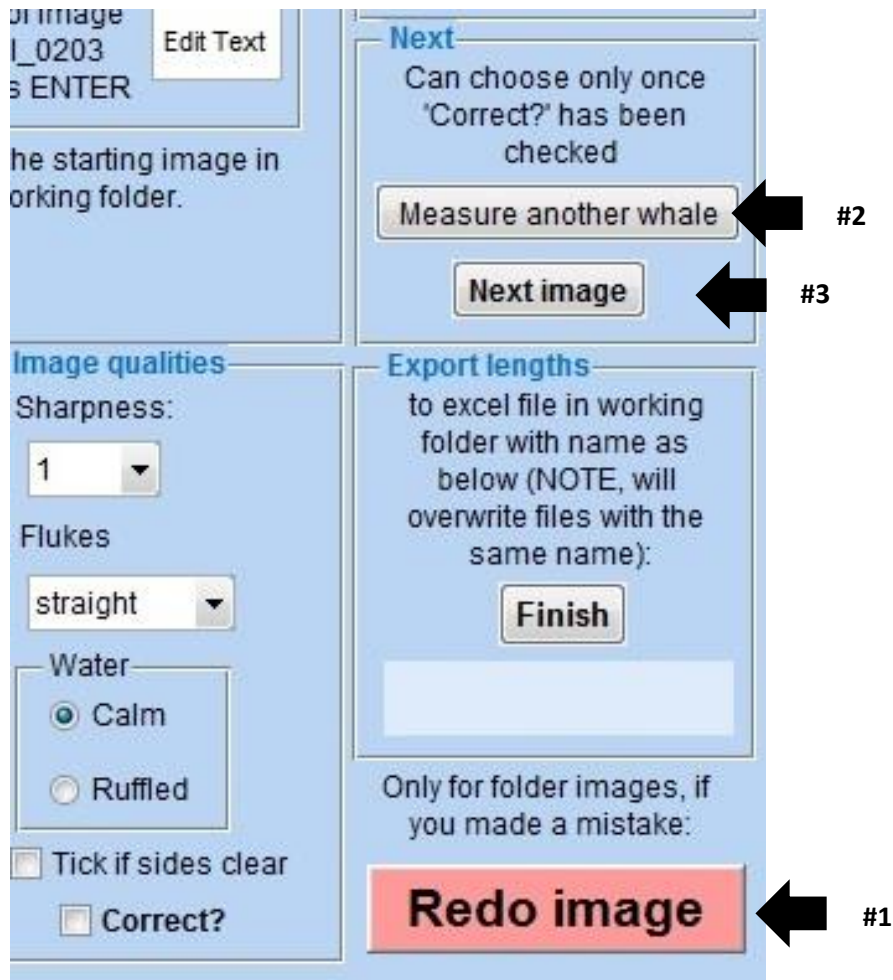 of image
l_0203
s ENTER
Edit Text
he starting image in
orking folder.
Next
Can choose only once
'Correct?' has been
checked
Measure another whale
#2
Next image
#3
Image qualities
Sharpness:
1
Flukes
straight
Water
Calm
Ruffled
Tick if sides clear
Correct?
Export lengths
to excel file in working
folder with name as
below (NOTE, will
overwrite files with the
same name):
Finish
Only for folder images, if
you made a mistake:
Redo image
#1